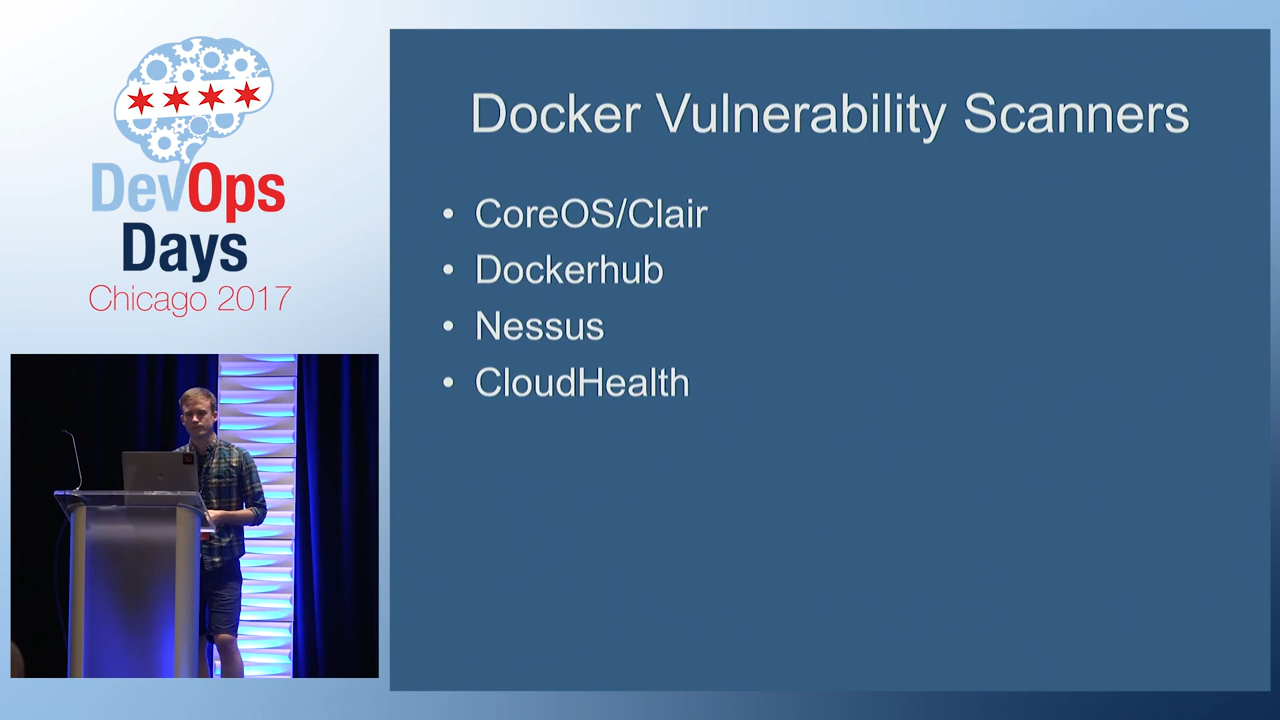 DevOps
Days
Chicago 2017
Docker Vulnerability Scanners
• CoreOS/Clair
• Dockerhub
• Nessus
• CloudHealth